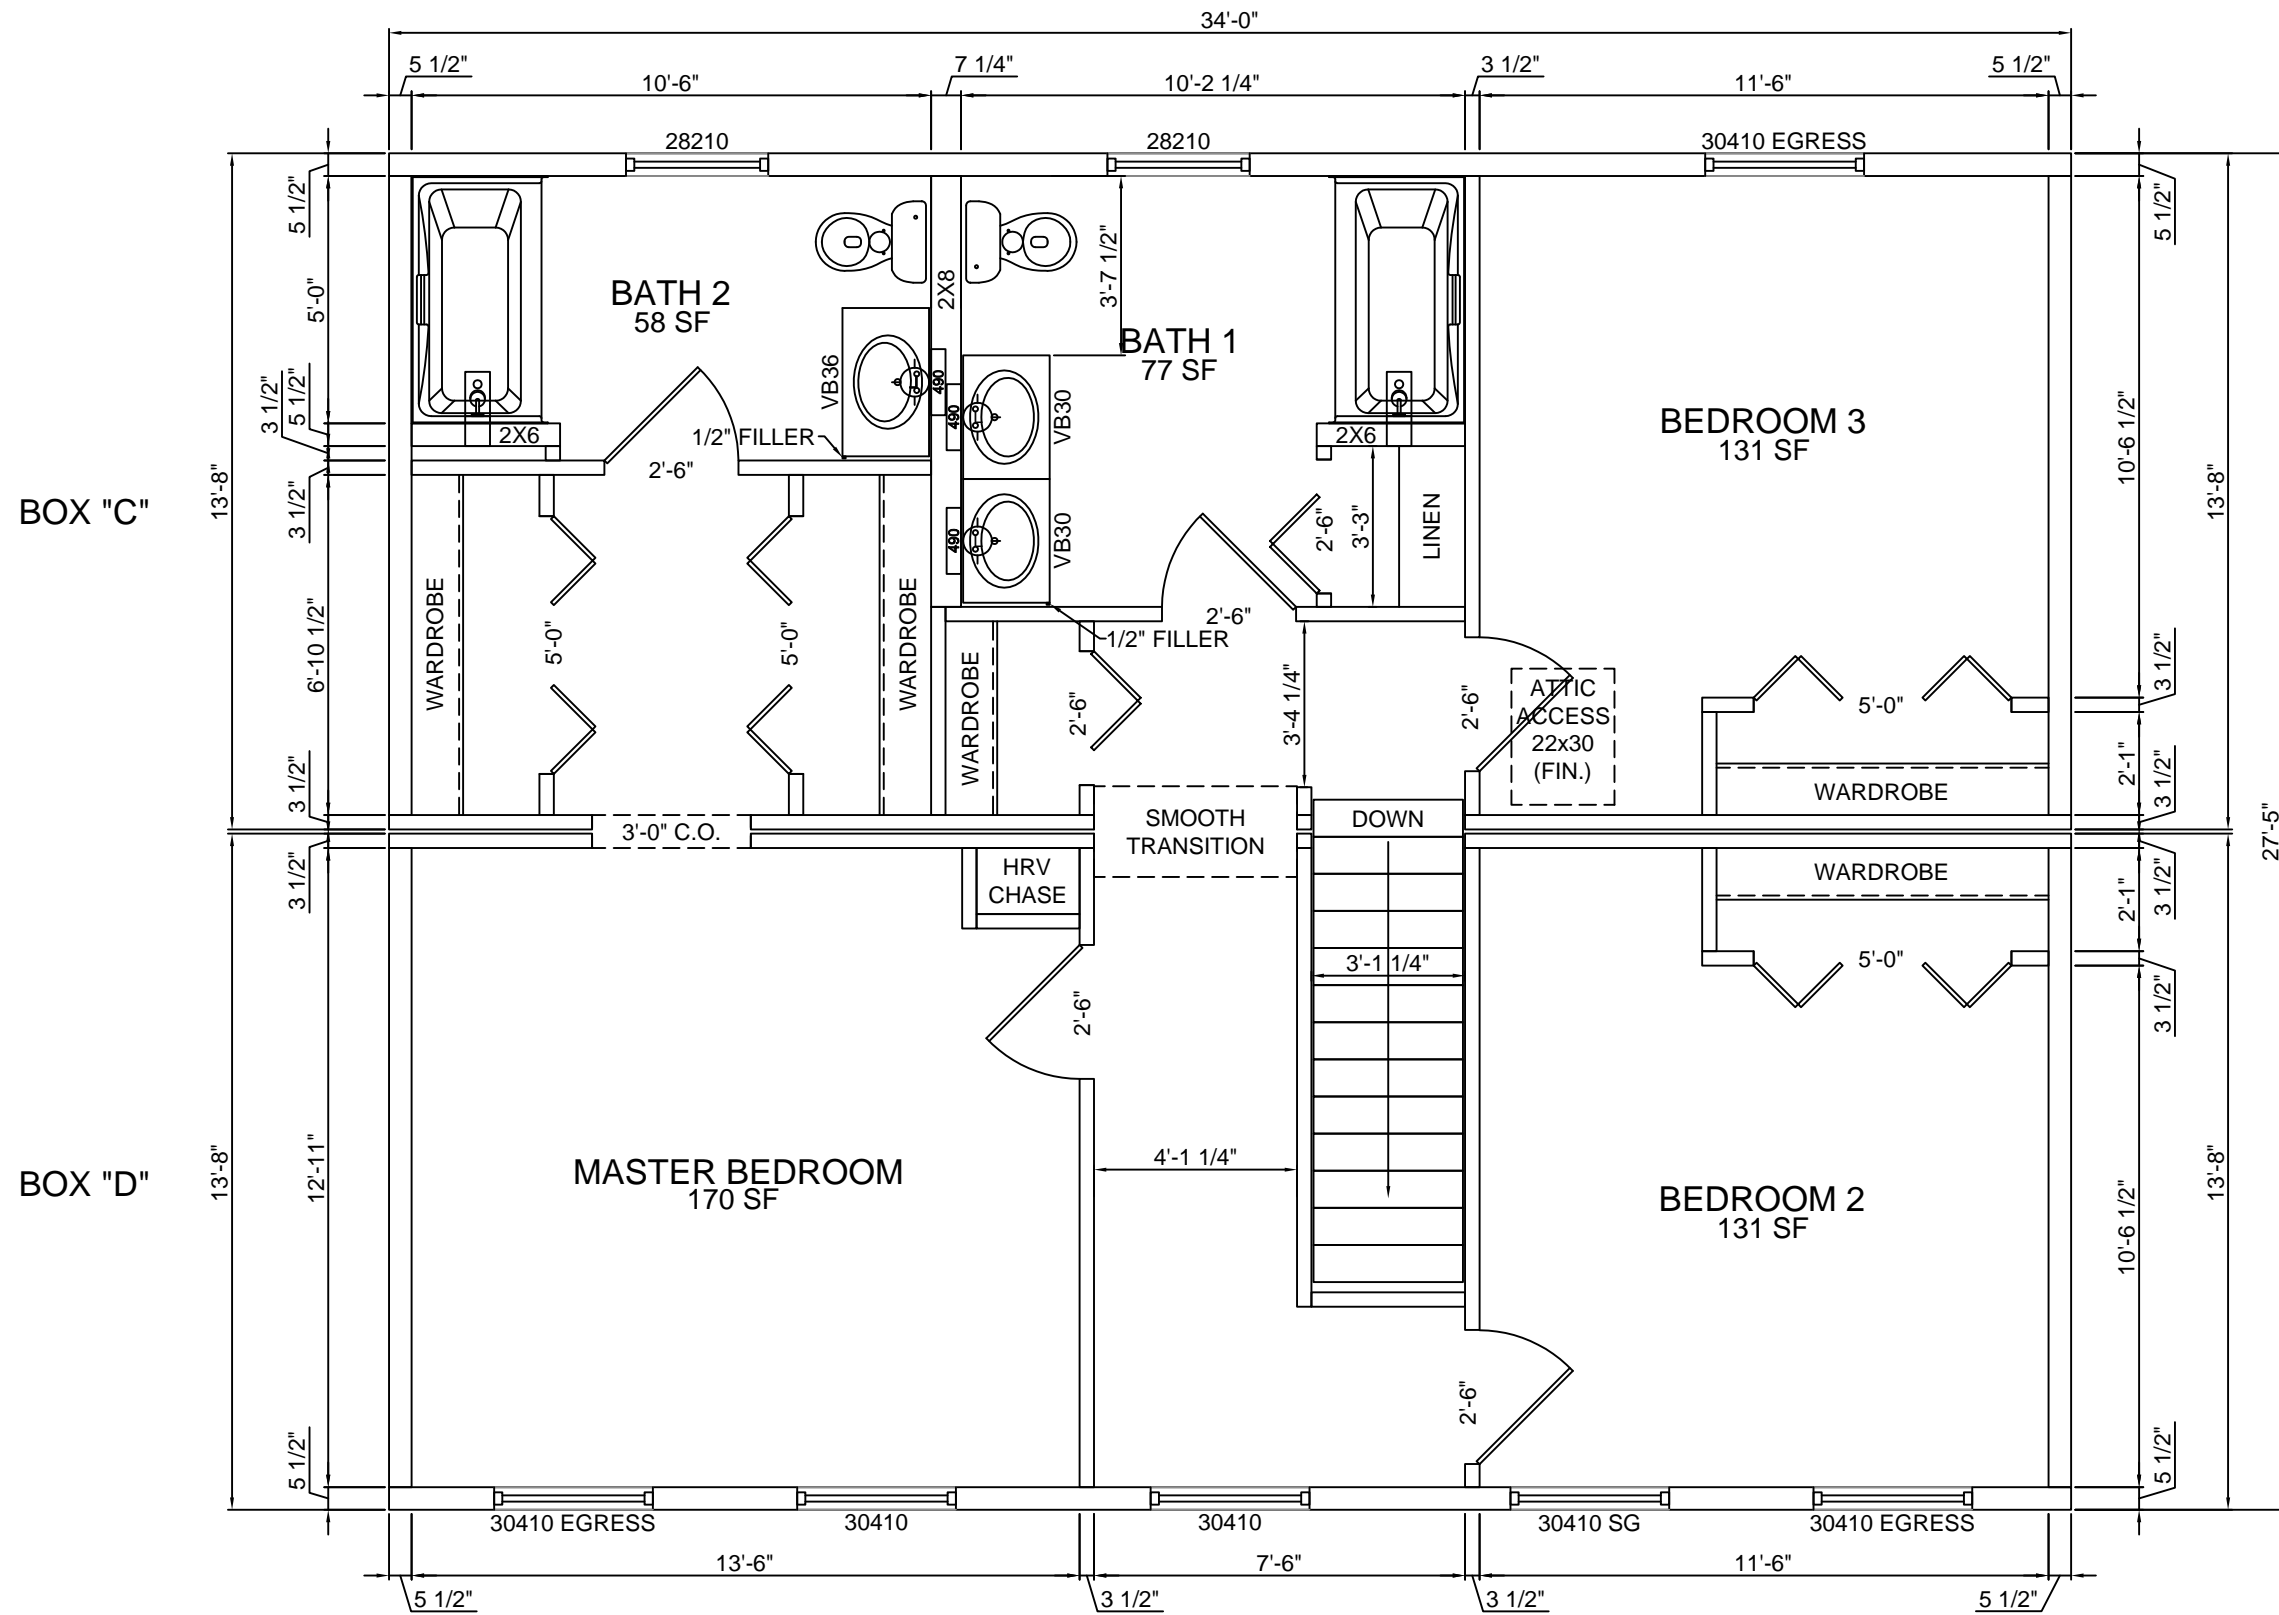 34'-0"
5 1/2"
7 1/4"
3 1/2"
5 1/2"
10'-6"
10'-2 1/4"
11'-6"
28210
28210
30410 EGRESS
5 1/2"
5'-0"
5 1/2"
3 1/2"
3 1/2"
6'-10 1/2"
3 1/2"
13'-8"
BOX "C"
BATH 2
58 SF
VB36
1/2" FILLER
2X6
2'-6"
2X8
490
490
490
3'-7 1/2"
BATH 1
77 SF
VB30
VB30
2X6
2'-6"
3'-3"
LINEN
2'-6"
1/2" FILLER
WARDROBE
5'-0"
5'-0"
WARDROBE
WARDROBE
2'-6"
3'-4 1/4"
2'-6"
BEDROOM 3
131 SF
ATTIC
ACCESS
22x30
(FIN.)
5'-0"
WARDROBE
5 1/2"
10'-6 1/2"
3 1/2"
2'-1"
3 1/2"
13'-8"
27'-5"
3'-0" C.O.
SMOOTH
TRANSITION
DOWN
HRV
CHASE
WARDROBE
5'-0"
3'-1 1/4"
2'-6"
3 1/2"
12'-11"
5 1/2"
13'-8"
BOX "D"
MASTER BEDROOM
170 SF
4'-1 1/4"
2'-6"
BEDROOM 2
131 SF
3 1/2"
2'-1"
3 1/2"
10'-6 1/2"
5 1/2"
13'-8"
30410 EGRESS
30410
30410
30410 SG
30410 EGRESS
13'-6"
7'-6"
11'-6"
5 1/2"
3 1/2"
3 1/2"
5 1/2"